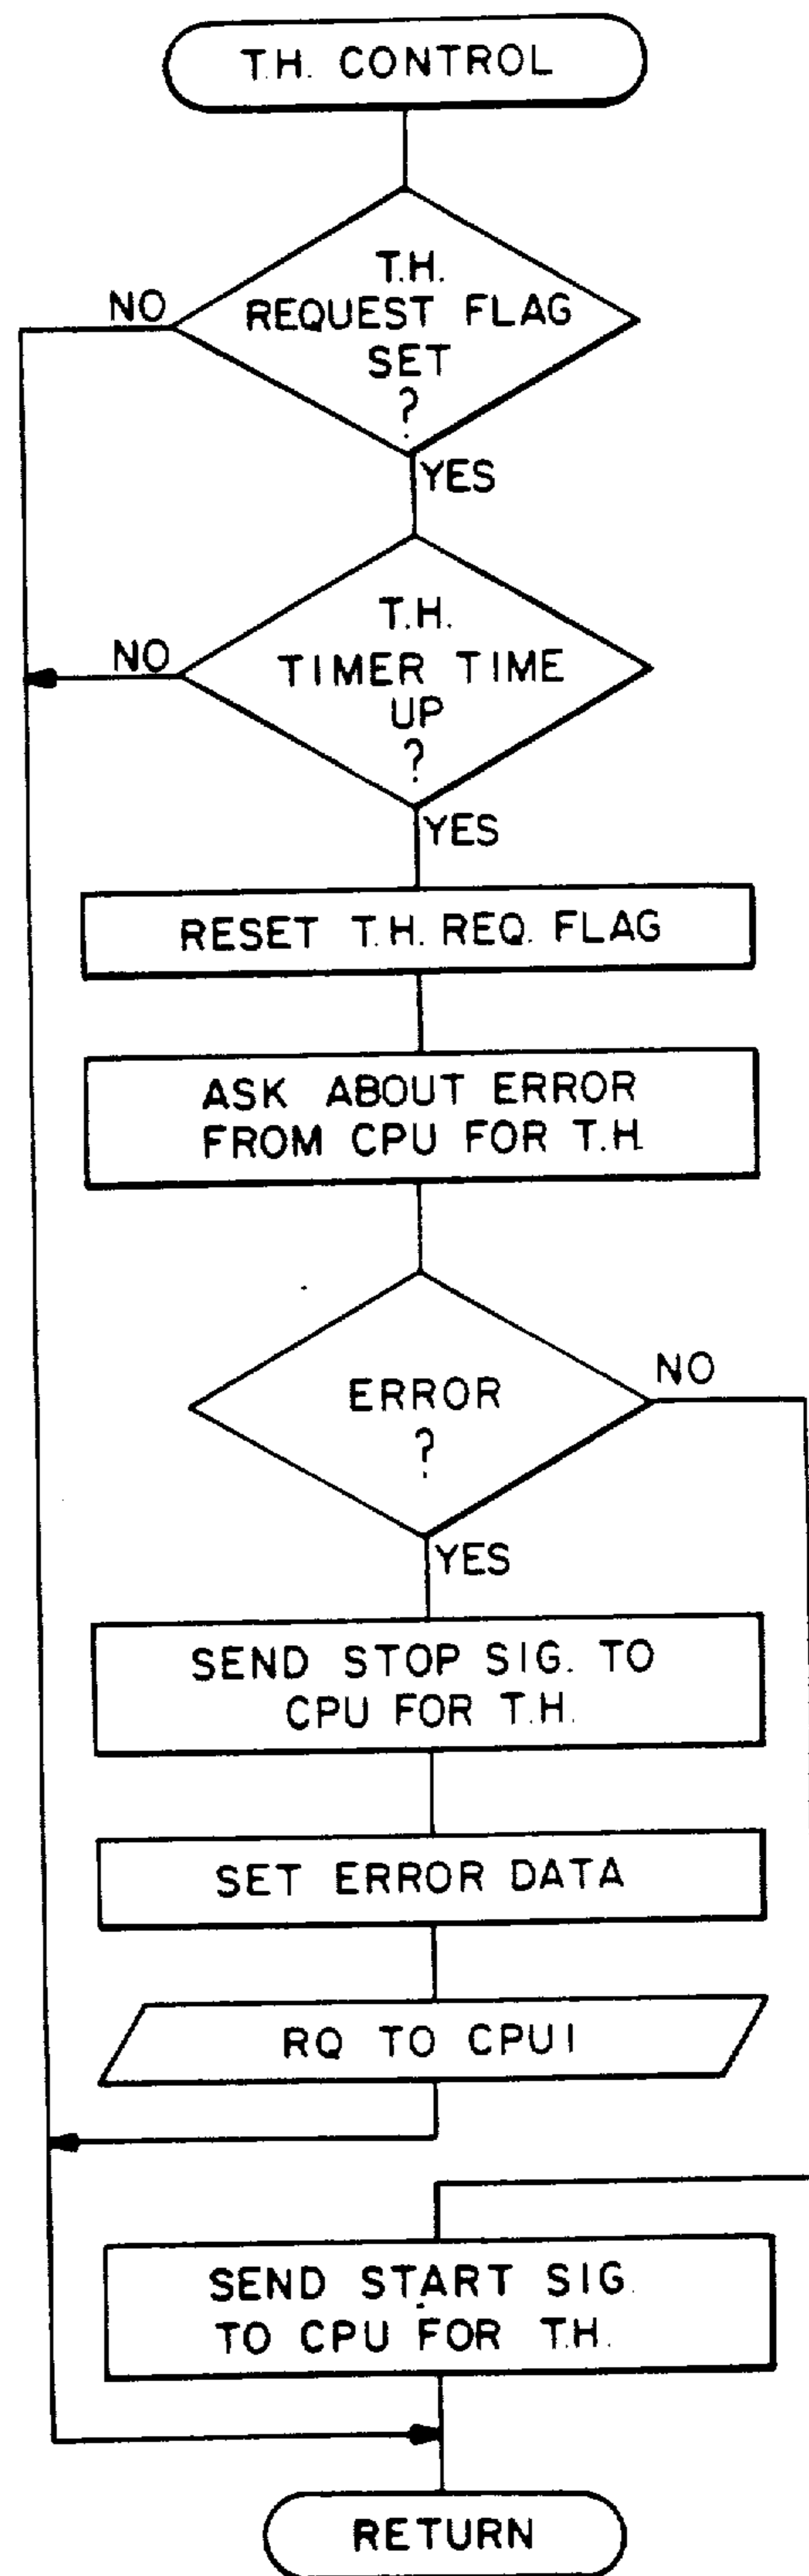 T.H. CONTROL
T.H.
REQUEST FLAG
SET
?
NO
YES
T.H.
TIMER TIME
UP
?
NO
YES
RESET T.H. REQ. FLAG
ASK ABOUT ERROR
FROM CPU FOR T.H.
ERROR
?
NO
YES
SEND STOP SIG. TO
CPU FOR T.H.
SET ERROR DATA
RQ TO CPU1
SEND START SIG.
TO CPU FOR T.H.
RETURN